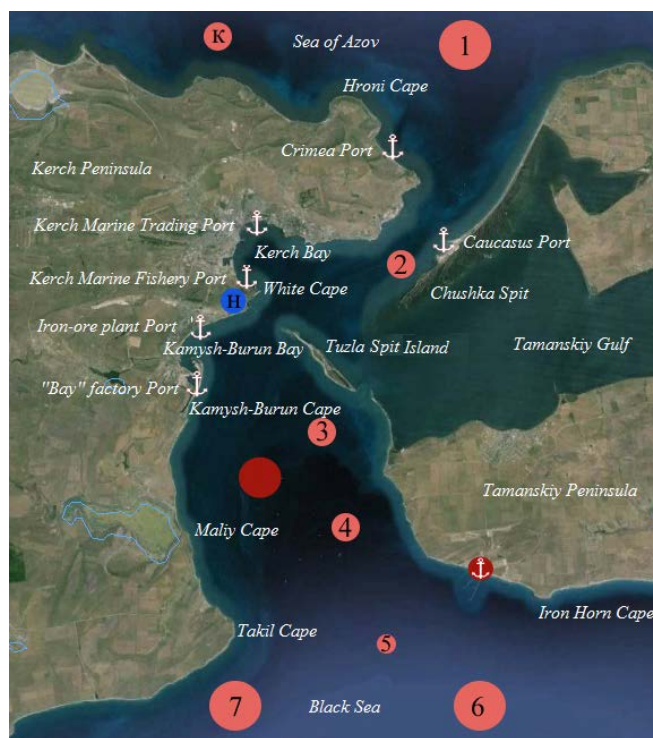 К
Sea of Azov
1
Hroni Cape
Crimea Port
Kerch Peninsula
Kerch Marine Trading Port
Caucasus Port
Kerch Bay
2
Kerch Marine Fishery Port
White Cape
Chushka Spit
Н
Iron-ore plant Port
Kamysh-Burun Bay
Tuzla Spit Island
Tamanskiy Gulf
"Bay" factory Port
Kamysh-Burun Cape
3
Tamanskiy Peninsula
4
Maliy Cape
Iron Horn Cape
Takil Cape
5
7
Black Sea
6